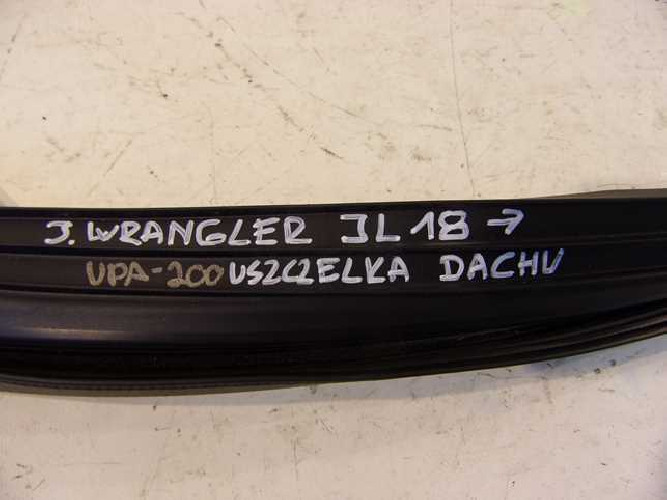 J. WRANGLER JL 18 →
UPA-200 USZCZELKA DACHU